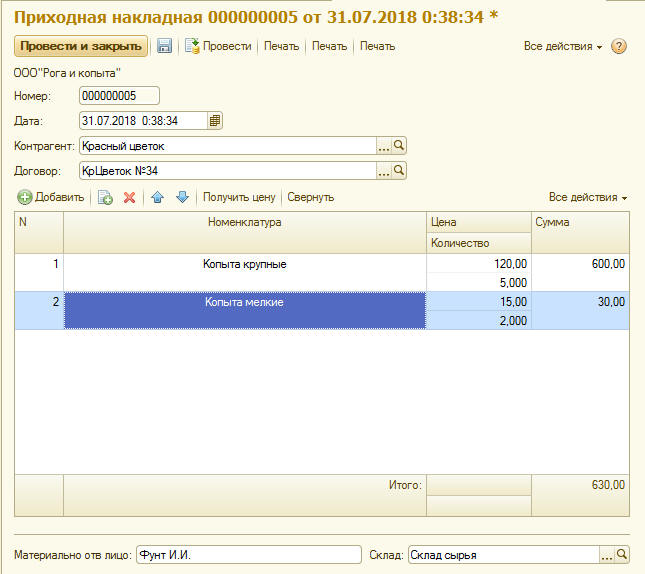 Приходная накладная 000000005 от 31.07.2018 0:38:34 *
Провести и закрыть Провести Печать Печать Печать Все действия
ООО"Рога и копыта"
Номер: 000000005
Дата: 31.07.2018 0:38:34
Контрагент: Красный цветок ...
Договор: КрЦветок №34 ...
Добавить Получить цену Свернуть Все действия
N Номенклатура Цена Сумма
Количество
1 Копыта крупные 120,00 600,00
5,000
2 Копыта мелкие 15,00 30,00
2,000
Итого: 630,00
Материально отв лицо: Фунт И.И. Склад: Склад сырья ...